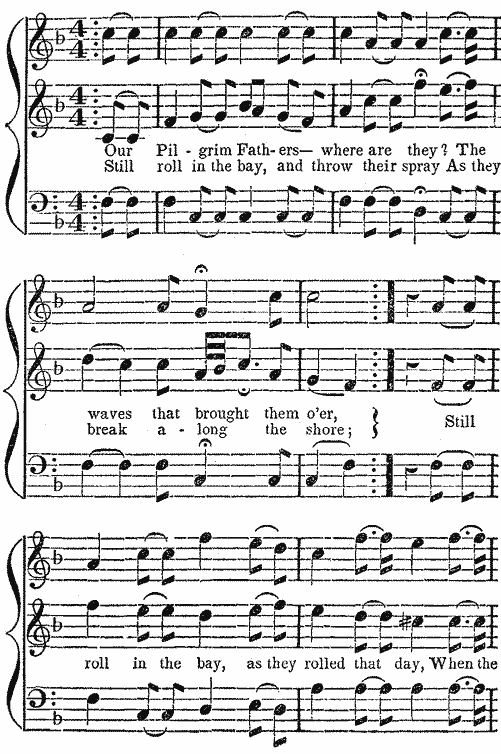 Our Pil - grim Fath - ers— where are they? The
Still roll in the bay, and throw their spray As they
waves that brought them o'er,
break a - long the shore;
Still
roll in the bay, as they rolled that day, When the